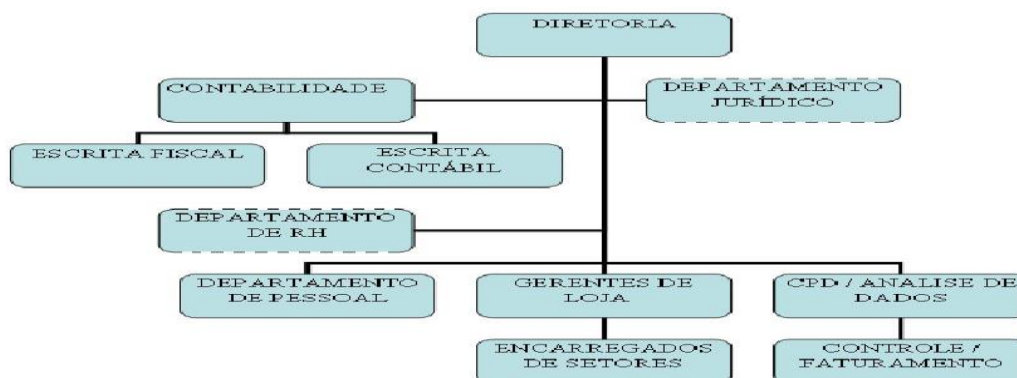 DIRETORIA
CONTABILIDADE
DEPARTAMENTO
JURÍDICO
ESCRITA FISCAL
ESCRITA
CONTÁBIL
DEPARTAMENTO
DE RH
DEPARTAMENTO
DE PESSOAL
GERENTES DE
LOJA
CPD / ANALISE DE
DADOS
ENCARREGADOS
DE SETORES
CONTROLE /
FATURAMENTO